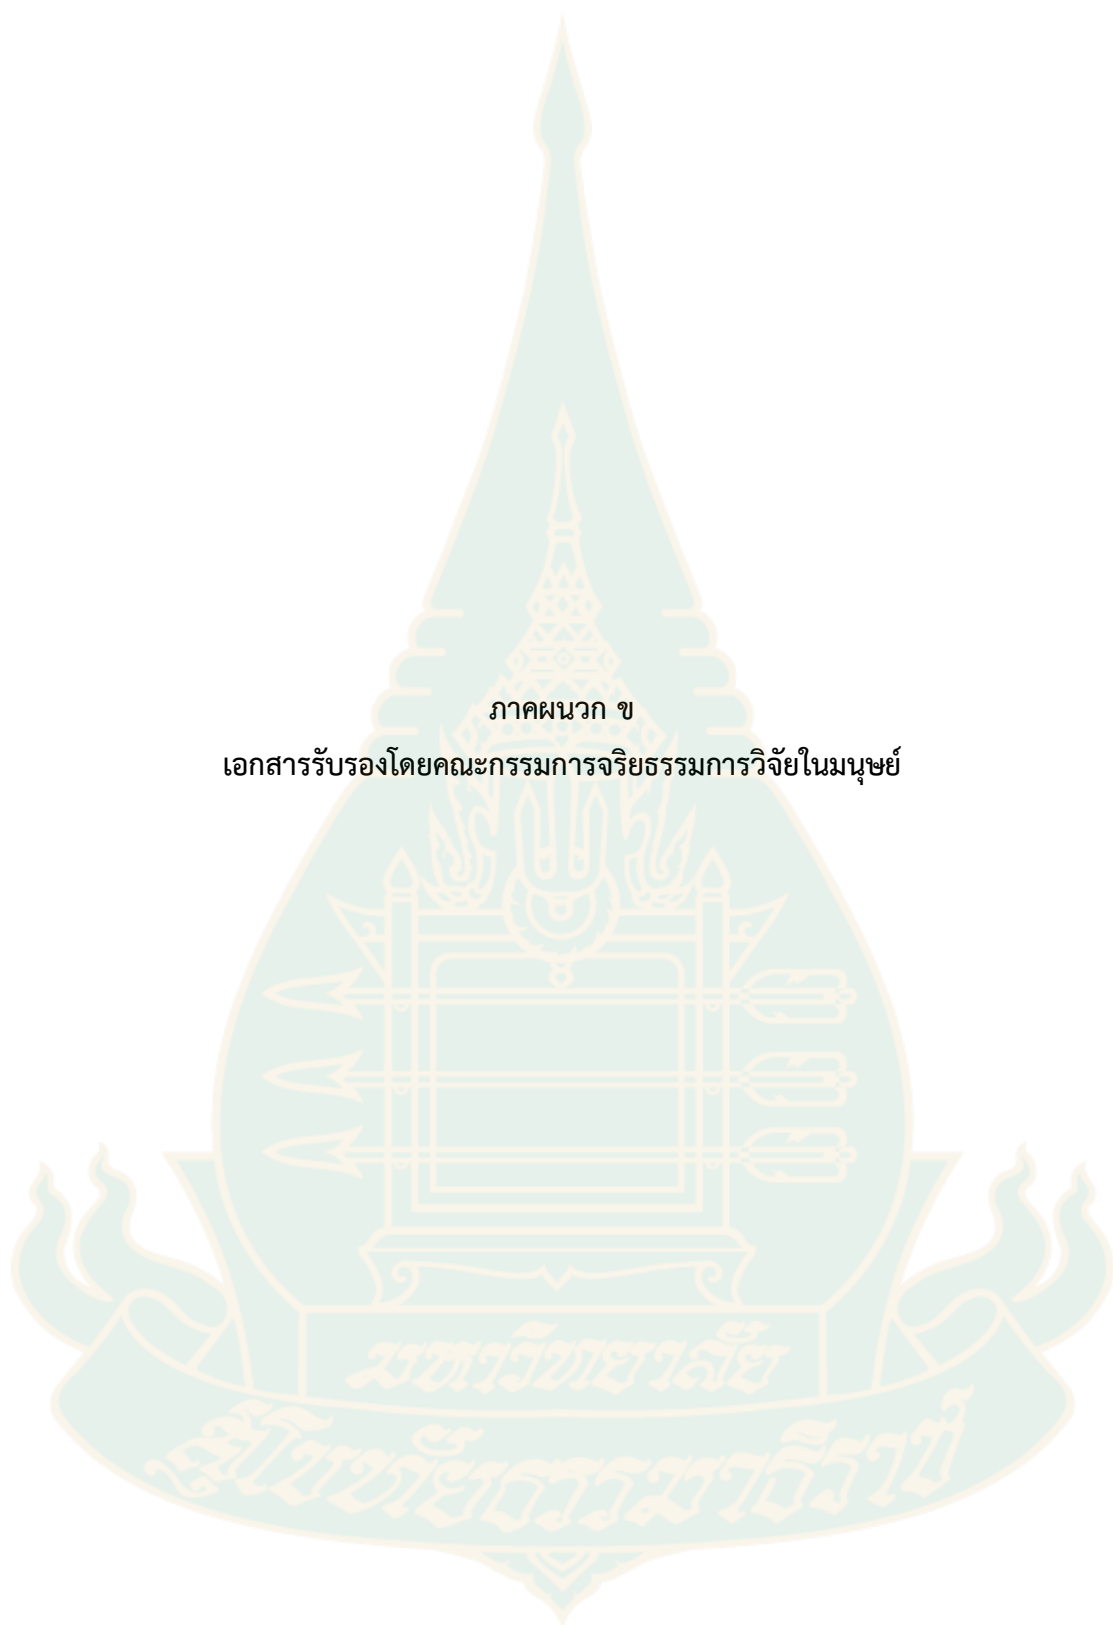 ภาคผนวก ข
เอกสารรับรองโดยคณะกรรมการจริยธรรมการวิจัยในมนุษย์
มหาวิทยาลัย
สุโขทัยธรรมาธิราช